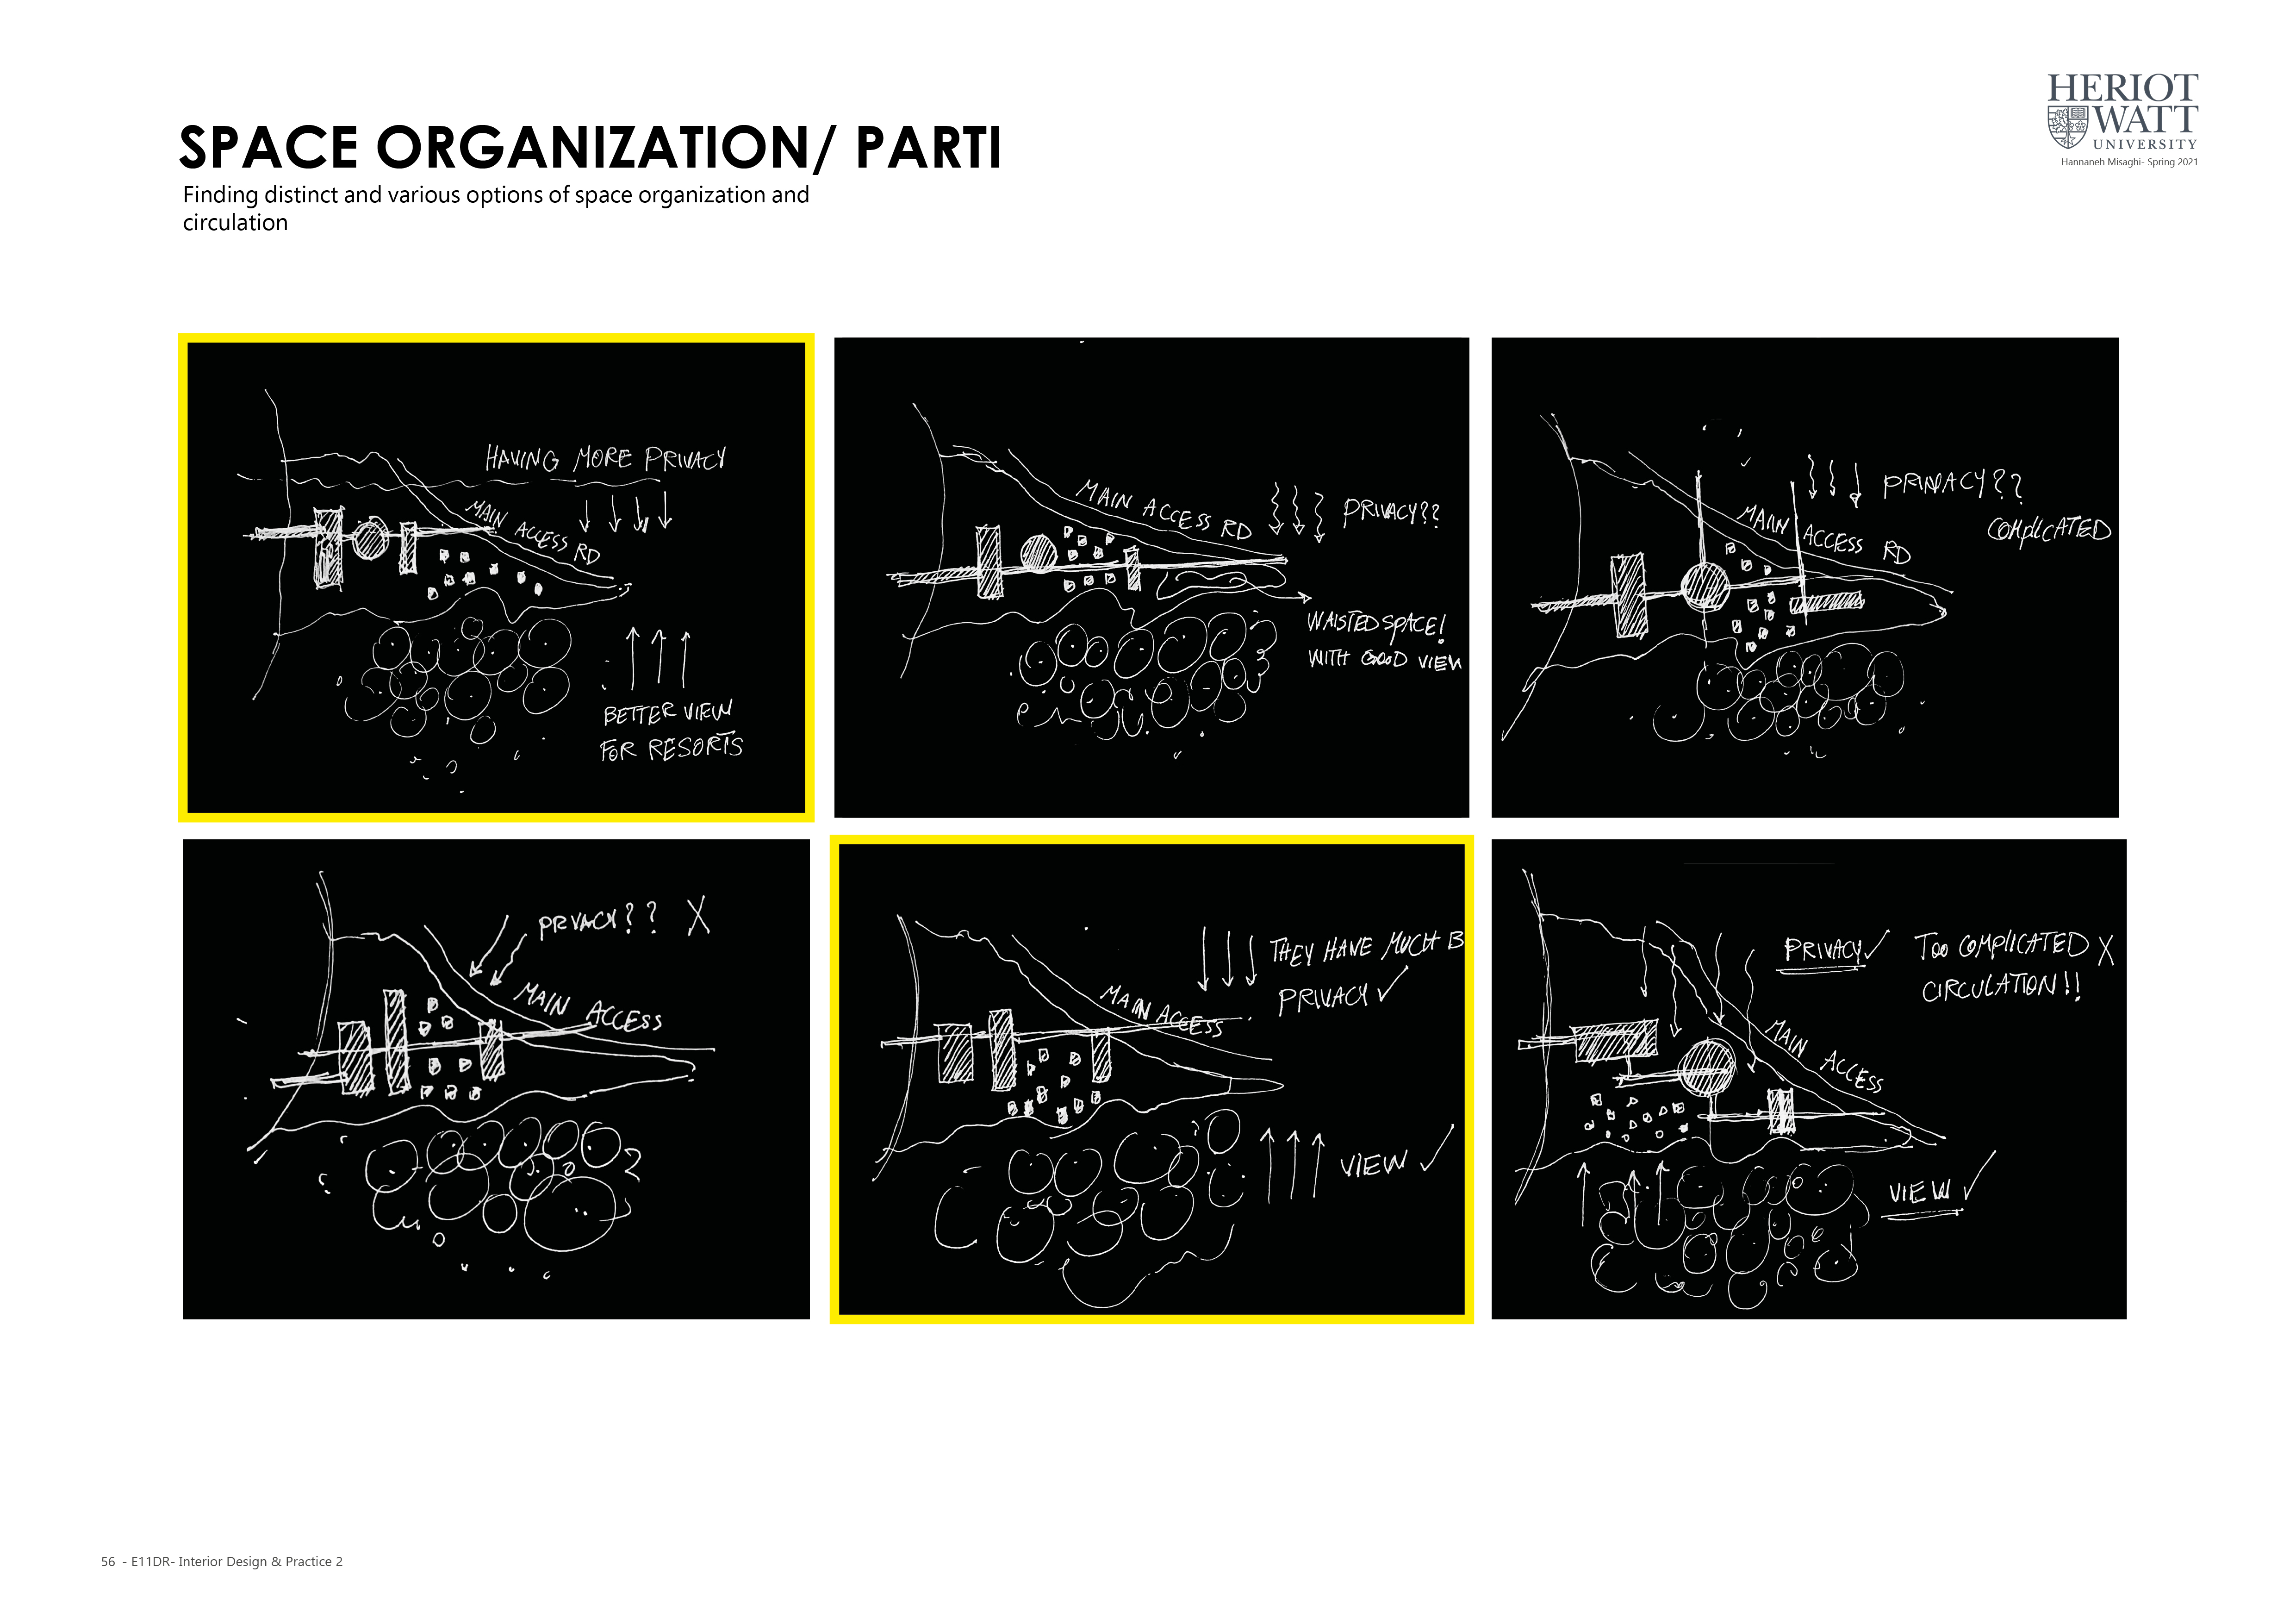 HERIOT
WATT
UNIVERSITY
Hannaneh Misaghi- Spring 2021
SPACE ORGANIZATION/ PARTI
Finding distinct and various options of space organization and
circulation
HAVING MORE PRIVACY
MAIN ACCESS RD
BETTER VIEW
FOR RESORTS
MAIN ACCESS RD
PRIVACY??
WAISTED SPACE!
WITH GOOD VIEW
PRIVACY??
COMPLICATED
MAIN ACCESS RD
PRVACY?? X
MAIN ACCESS
THEY HAVE MUCH B
PRIVACY ✓
MAIN ACCESS
VIEW ✓
PRIVACY ✓
TOO COMPLICATED X
CIRCULATION!!
MAIN ACCESS
VIEW ✓
56 - E11DR- Interior Design & Practice 2